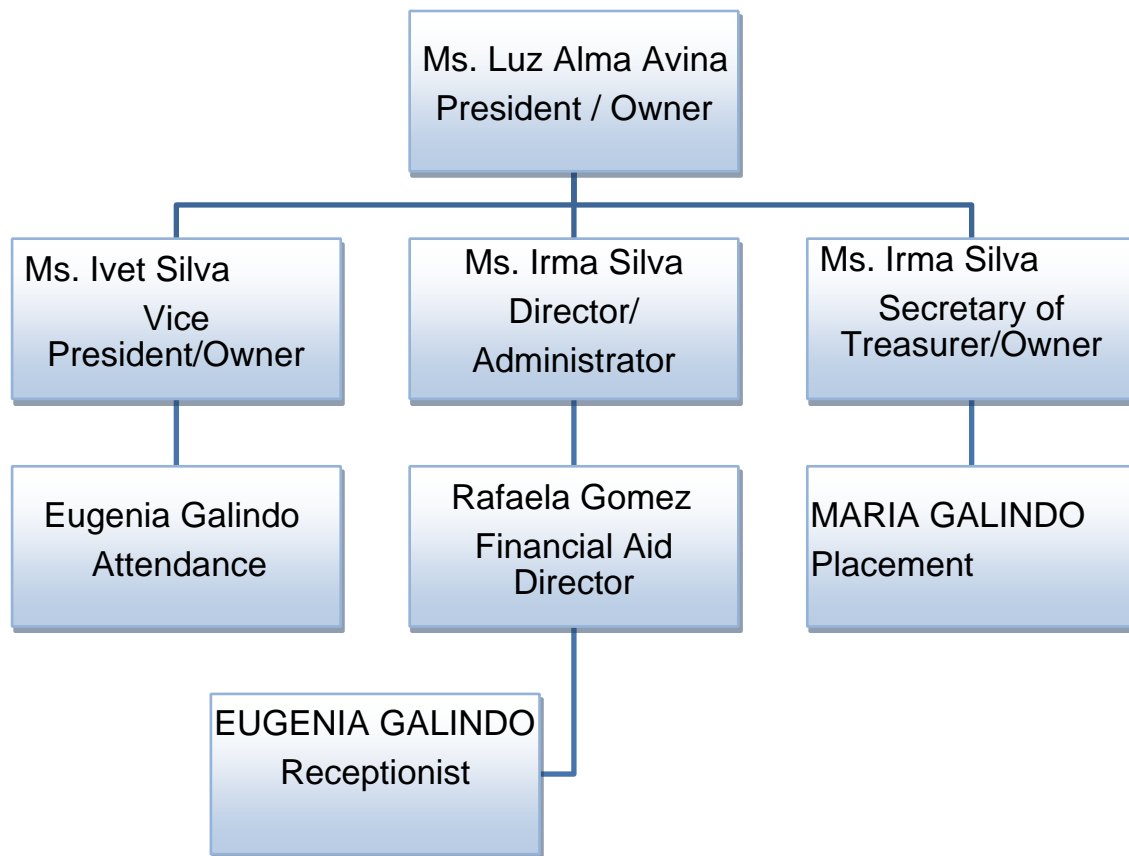 Ms. Luz Alma Avina
President / Owner
Ms. Ivet Silva
Vice
President/Owner
Ms. Irma Silva
Director/
Administrator
Ms. Irma Silva
Secretary of
Treasurer/Owner
Eugenia Galindo
Attendance
Rafaela Gomez
Financial Aid
Director
MARIA GALINDO
Placement
EUGENIA GALINDO
Receptionist